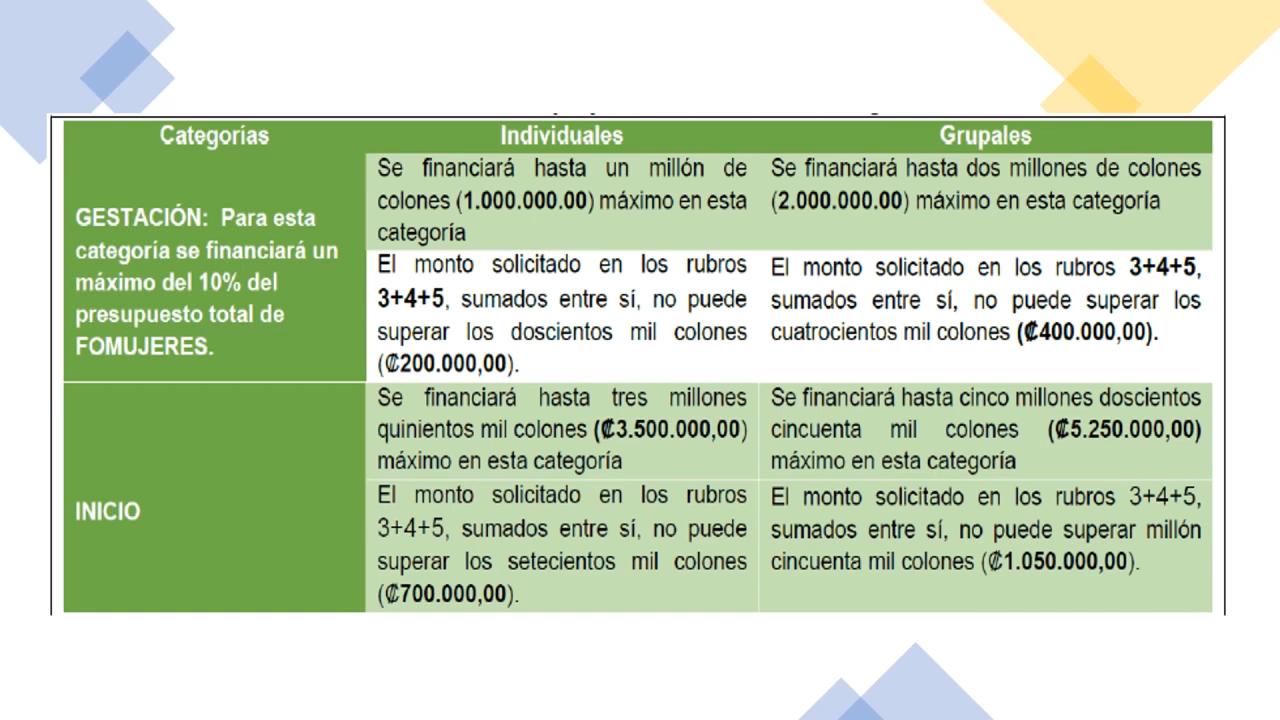 Categorías
Individuales
Grupales
GESTACIÓN: Para esta
categoría se financiará un
máximo del 10% del
presupuesto total de
FOMUJERES.
Se financiará hasta un millón de
colones (1.000.000.00) máximo en esta
categoría
Se financiará hasta dos millones de colones
(2.000.000.00) máximo en esta categoría
El monto solicitado en los rubros
3+4+5, sumados entre sí, no puede
superar los doscientos mil colones
(₡200.000,00).
El monto solicitado en los rubros 3+4+5,
sumados entre sí, no puede superar los
cuatrocientos mil colones (₡400.000,00).
INICIO
Se financiará hasta tres millones
quinientos mil colones (₡3.500.000,00)
máximo en esta categoría
Se financiará hasta cinco millones doscientos
cincuenta mil colones (₡5.250.000,00)
máximo en esta categoría
El monto solicitado en los rubros
3+4+5, sumados entre sí, no puede
superar los setecientos mil colones
(₡700.000,00).
El monto solicitado en los rubros 3+4+5,
sumados entre sí, no puede superar millón
cincuenta mil colones (₡1.050.000,00).